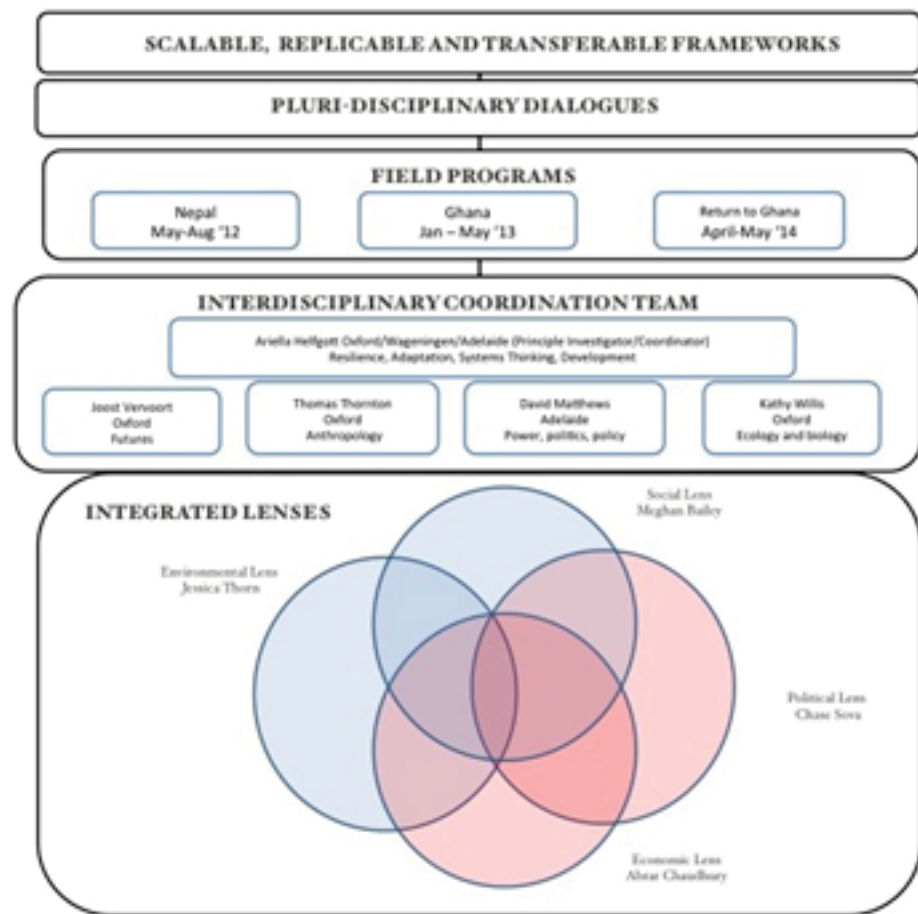 SCALABLE, REPLICABLE AND TRANSFERABLE FRAMEWORKS
PLURI-DISCIPLINARY DIALOGUES
FIELD PROGRAMS
Nepal
May-Aug '12
Ghana
Jan – May '13
Return to Ghana
April-May '14
INTERDISCIPLINARY COORDINATION TEAM
Ariella Helfgott Oxford/Wageningen/Adelaide (Principle Investigator/Coordinator)
Resilience, Adaptation, Systems Thinking, Development
Joost Vervoort
Oxford
Futures
Thomas Thornton
Oxford
Anthropology
David Matthews
Adelaide
Power, politics, policy
Kathy Willis
Oxford
Ecology and biology
INTEGRATED LENSES
Social Lens
Meghan Bailey
Environmental Lens
Jessica Thorn
Political Lens
Chase Sova
Economic Lens
Abrar Chaudhury